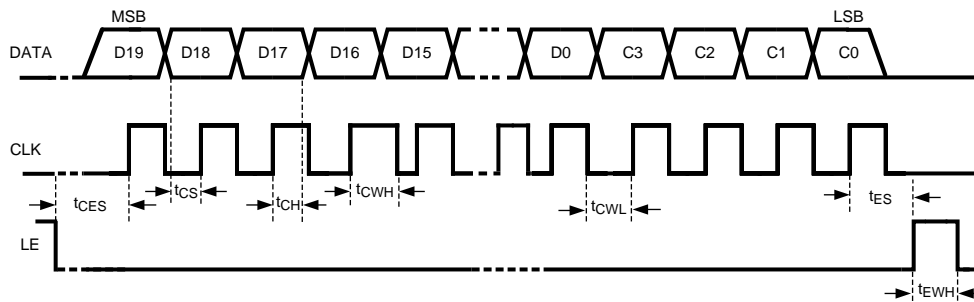 MSB LSB
DATA D19 D18 D17 D16 D15 D0 C3 C2 C1 C0
CLK
tCES tCS tCH tCWH tCWL tES
LE
tEWH